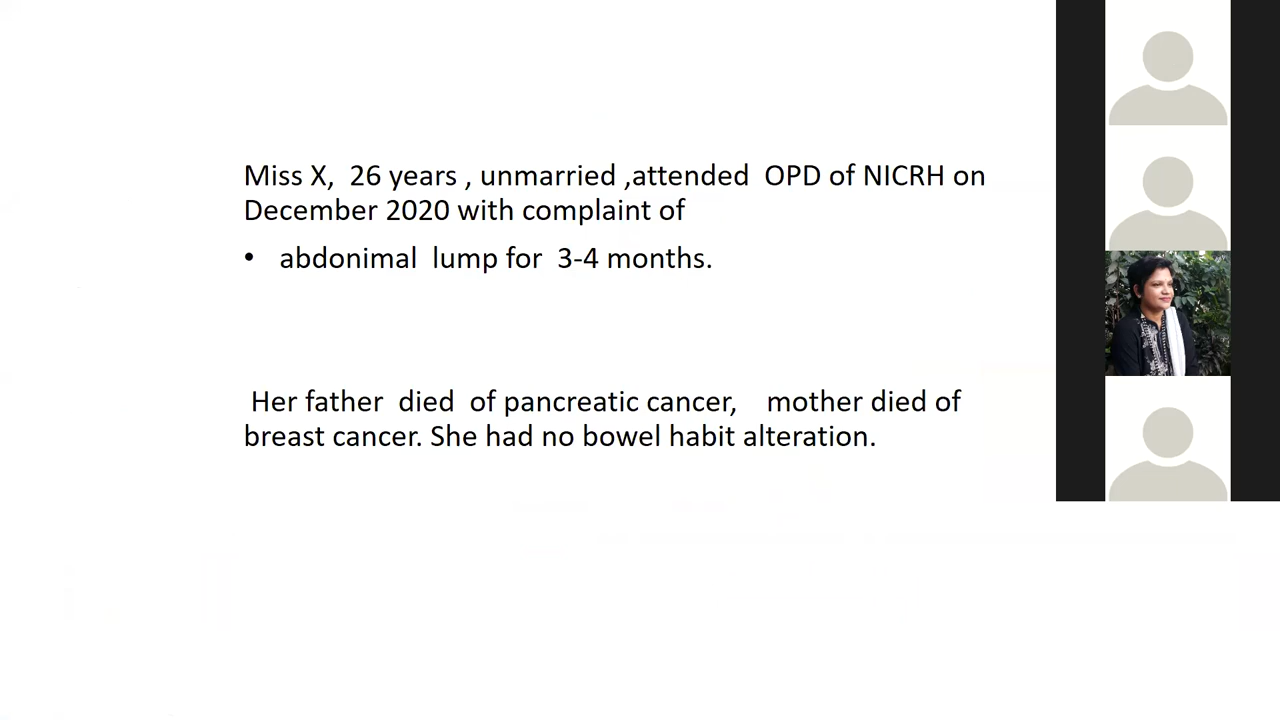 Miss X, 26 years , unmarried ,attended OPD of NICRH on
December 2020 with complaint of
• abdonimal lump for 3-4 months.
Her father died of pancreatic cancer, mother died of
breast cancer. She had no bowel habit alteration.